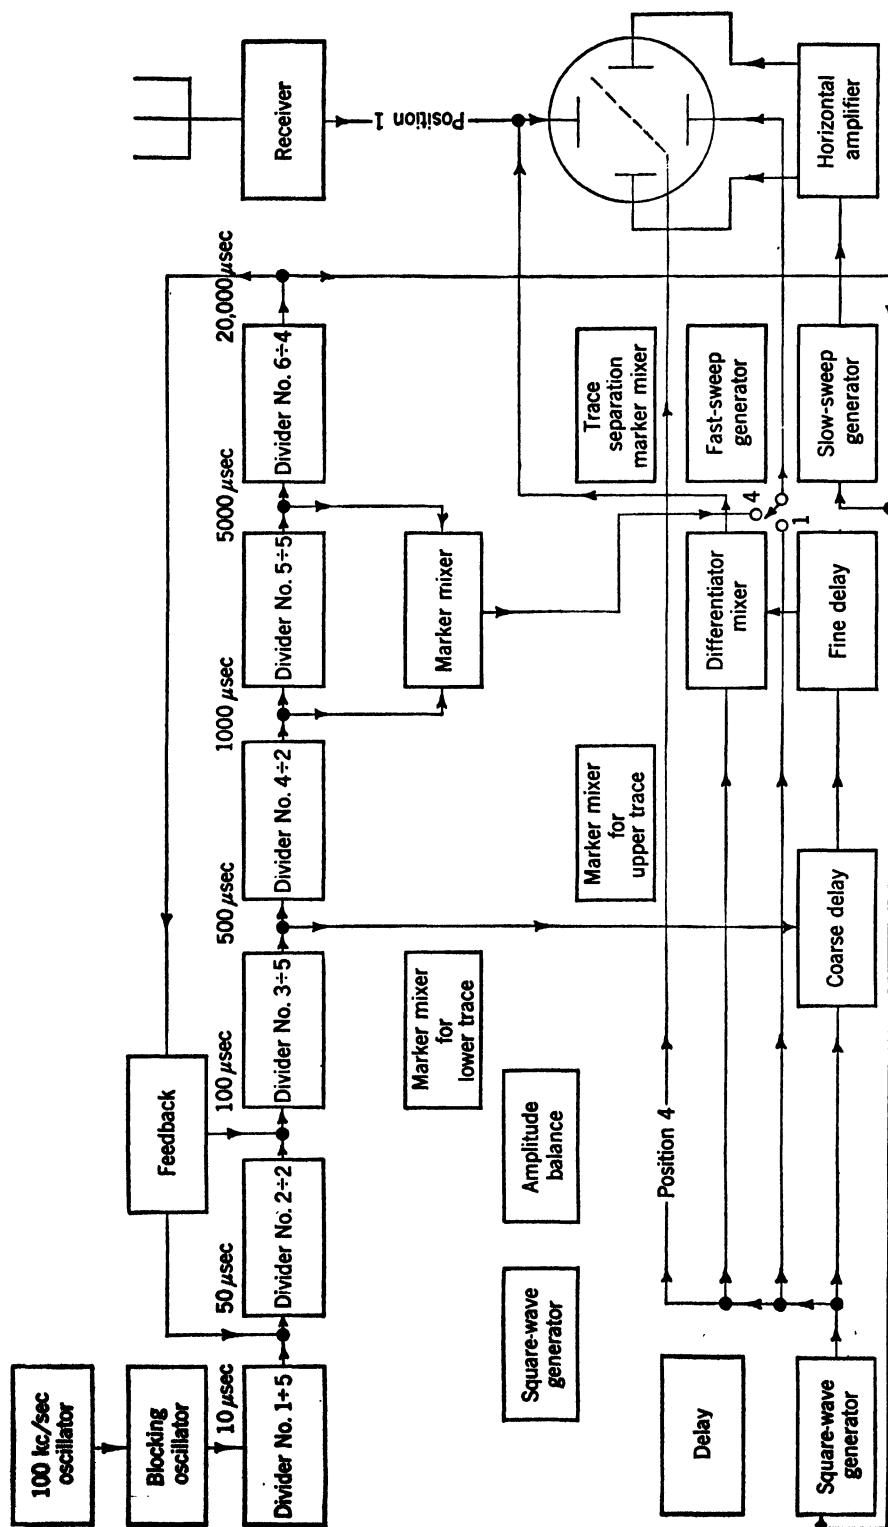 100 kc/sec
oscillator
Blocking
oscillator
10 µsec
Divider No. 1÷5
50 µsec
Divider No. 2÷2
100 µsec
Divider No. 3÷5
500 µsec
Divider No. 4÷2
1000 µsec
Divider No. 5÷5
5000 µsec
Divider No. 6÷4
20,000 µsec
Feedback
Receiver
Position 1
Marker mixer
for
lower trace
Marker mixer
Square-wave
generator
Amplitude
balance
Marker mixer
for
upper trace
Trace
separation
marker mixer
Position 4
Delay
Differentiator
mixer
Fast-sweep
generator
4
1
Square-wave
generator
Coarse delay
Fine delay
Slow-sweep
generator
Horizontal
amplifier